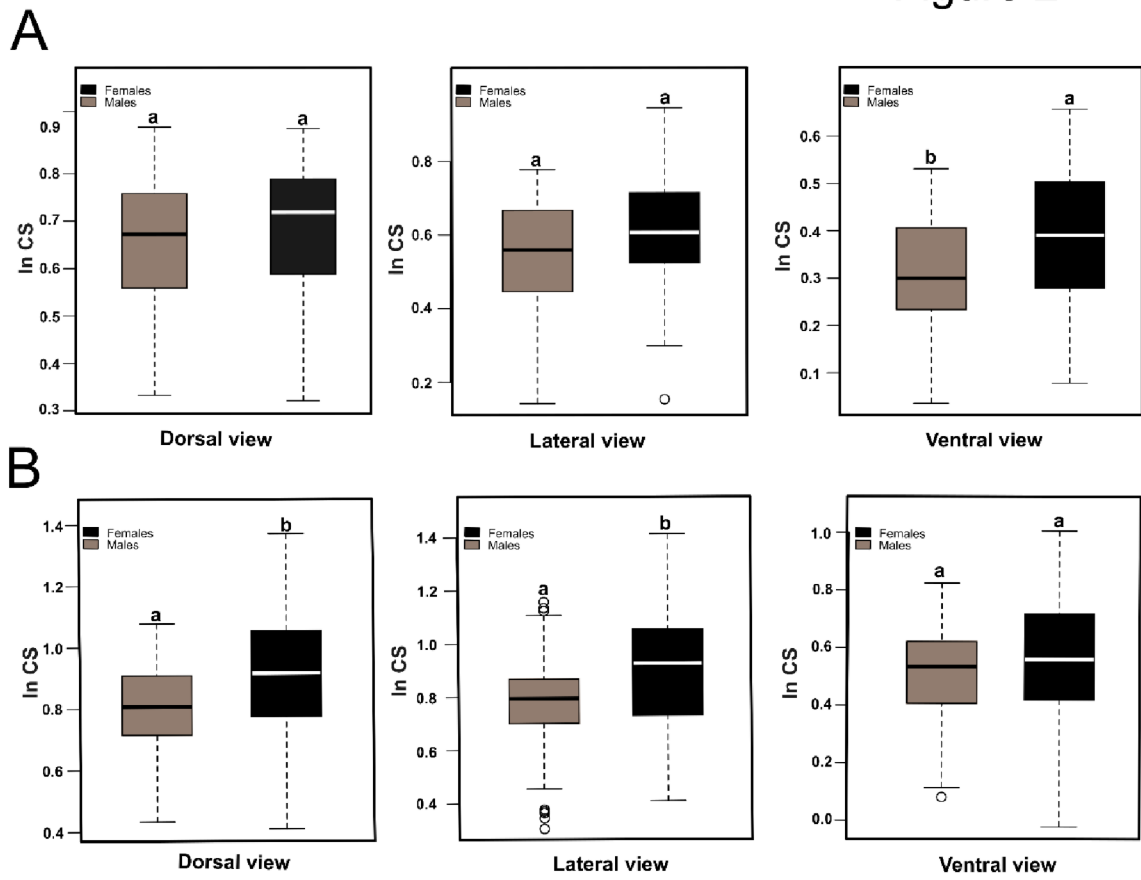 A
Females
Males
a
a
0.9
0.8
0.7
0.6
0.5
0.4
0.3
ln CS
Dorsal view
Females
Males
a
a
0.8
0.6
0.4
0.2
ln CS
Lateral view
Females
Males
b
a
0.6
0.5
0.4
0.3
0.2
0.1
ln CS
Ventral view
B
Females
Males
a
b
1.4
1.2
1.0
0.8
0.6
0.4
ln CS
Dorsal view
Females
Males
a
b
1.4
1.2
1.0
0.8
0.6
0.4
ln CS
Lateral view
Females
Males
a
a
1.0
0.8
0.6
0.4
0.2
0.0
ln CS
Ventral view